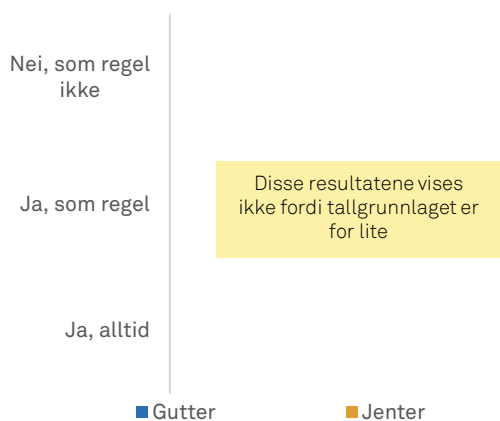 Nei, som regel
ikke
Ja, som regel
Disse resultatene vises
ikke fordi tallgrunnlaget er
for lite
Ja, alltid
Gutter
Jenter